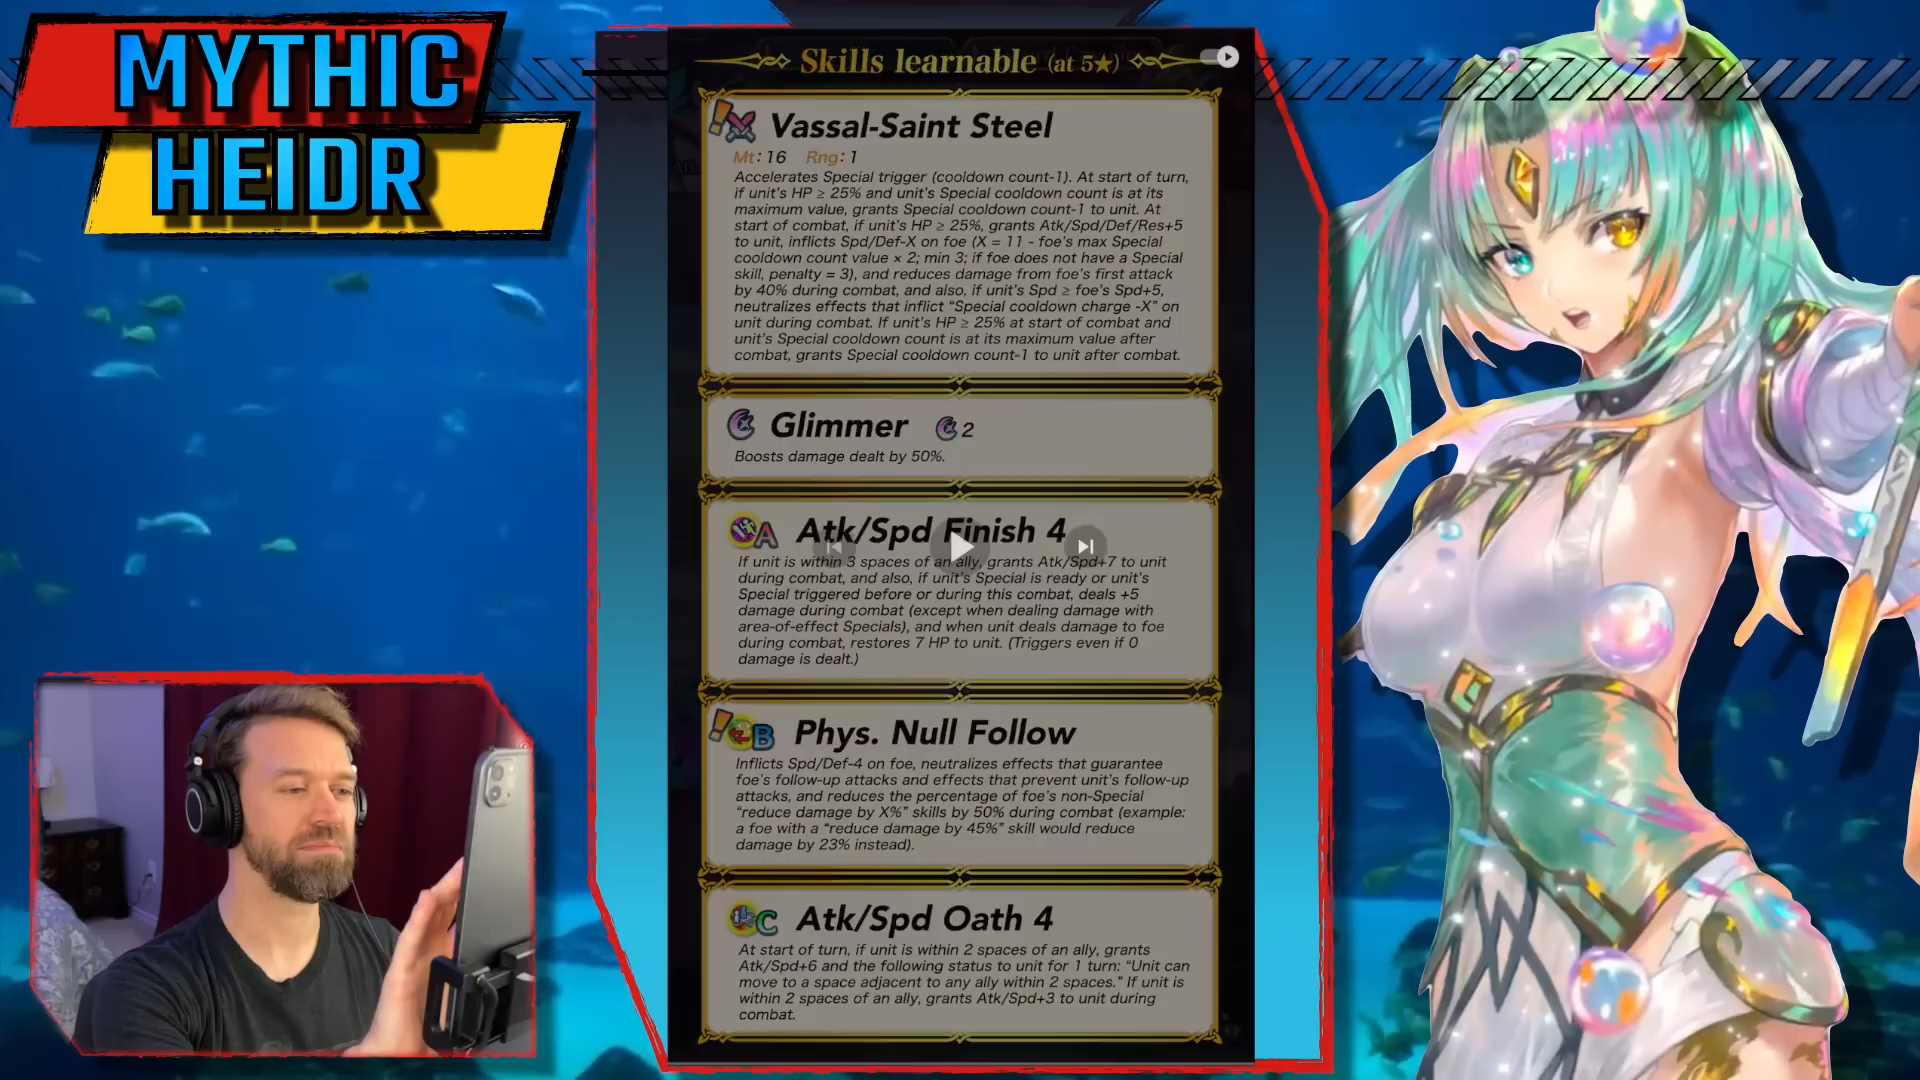 MYTHIC
HEIDR
Skills learnable (at 5★)
Vassal-Saint Steel
Mt: 16 Rng: 1
Accelerates Special trigger (cooldown count-1). At start of turn,
if unit's HP ≥ 25% and unit's Special cooldown count is at its
maximum value, grants Special cooldown count-1 to unit. At
start of combat, if unit's HP ≥ 25%, grants Atk/Spd/Def/Res+5
to unit, inflicts Spd/Def-X on foe (X = 11 - foe's max Special
cooldown count value × 2; min 3; if foe does not have a Special
skill, penalty = 3), and reduces damage from foe's first attack
by 40% during combat, and also, if unit's Spd ≥ foe's Spd+5,
neutralizes effects that inflict "Special cooldown charge -X" on
unit during combat. If unit's HP ≥ 25% at start of combat and
unit's Special cooldown count is at its maximum value after
combat, grants Special cooldown count-1 to unit after combat.
Glimmer 2
Boosts damage dealt by 50%.
A Atk/Spd Finish 4
If unit is within 3 spaces of an ally, grants Atk/Spd+7 to unit
during combat, and also, if unit's Special is ready or unit's
Special triggered before or during this combat, deals +5
damage during combat (except when dealing damage with
area-of-effect Specials), and when unit deals damage to foe
during combat, restores 7 HP to unit. (Triggers even if 0
damage is dealt.)
B Phys. Null Follow
Inflicts Spd/Def-4 on foe, neutralizes effects that guarantee
foe's follow-up attacks and effects that prevent unit's follow-up
attacks, and reduces the percentage of foe's non-Special
"reduce damage by X%" skills by 50% during combat (example:
a foe with a "reduce damage by 45%" skill would reduce
damage by 23% instead).
C Atk/Spd Oath 4
At start of turn, if unit is within 2 spaces of an ally, grants
Atk/Spd+6 and the following status to unit for 1 turn: "Unit can
move to a space adjacent to any ally within 2 spaces." If unit is
within 2 spaces of an ally, grants Atk/Spd+3 to unit during
combat.